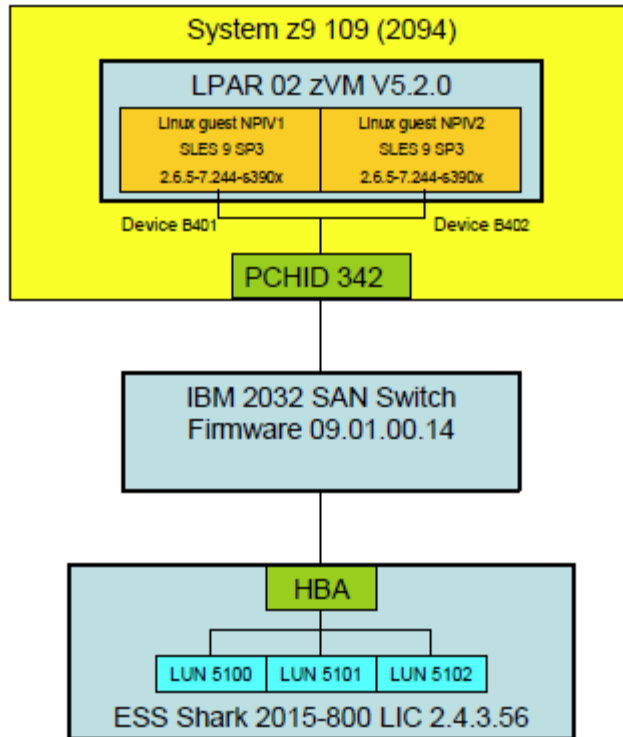 System z9 109 (2094)
LPAR 02 zVM V5.2.0
Linux guest NPIV1
SLES 9 SP3
2.6.5-7.244-s390x
Linux guest NPIV2
SLES 9 SP3
2.6.5-7.244-s390x
Device B401
Device B402
PCHID 342
IBM 2032 SAN Switch
Firmware 09.01.00.14
HBA
LUN 5100
LUN 5101
LUN 5102
ESS Shark 2015-800 LIC 2.4.3.56